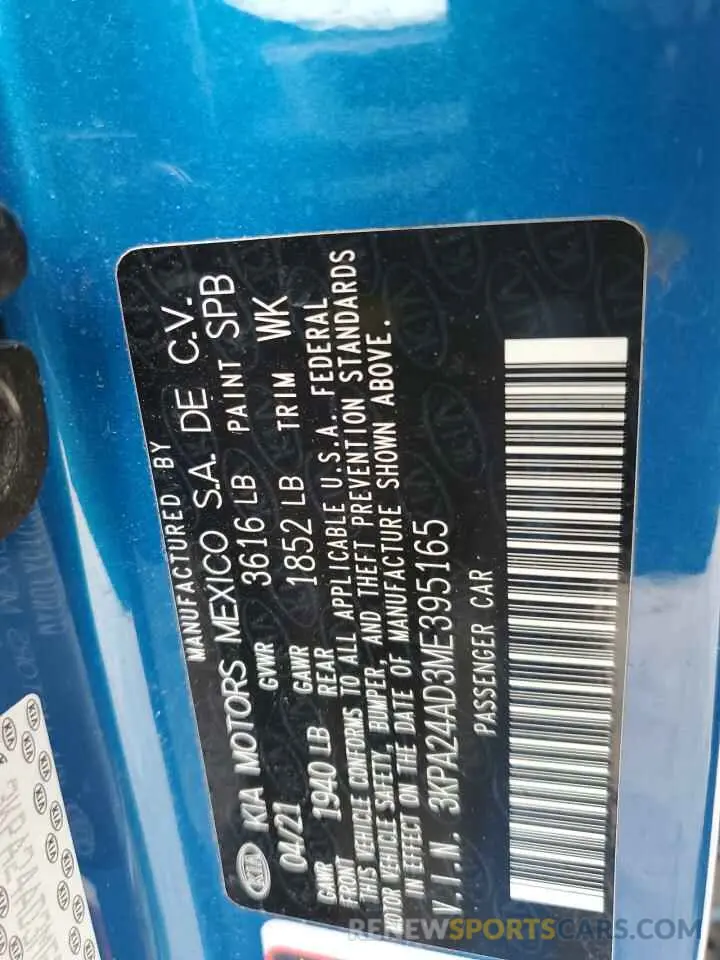 MANUFACTURED BY
KIA KIA MOTORS MEXICO S.A. DE C.V.
04/21 GVWR 3616 LB PAINT SPB
GAWR FRONT 1940 LB GAWR REAR 1852 LB TRIM WK
THIS VEHICLE CONFORMS TO ALL APPLICABLE U.S.A. FEDERAL
MOTOR VEHICLE SAFETY, BUMPER, AND THEFT PREVENTION STANDARDS
IN EFFECT ON THE DATE OF MANUFACTURE SHOWN ABOVE.
V.I.N. 3KPA24AD3ME395165
PASSENGER CAR
RENEWSPORTSCARS.COM